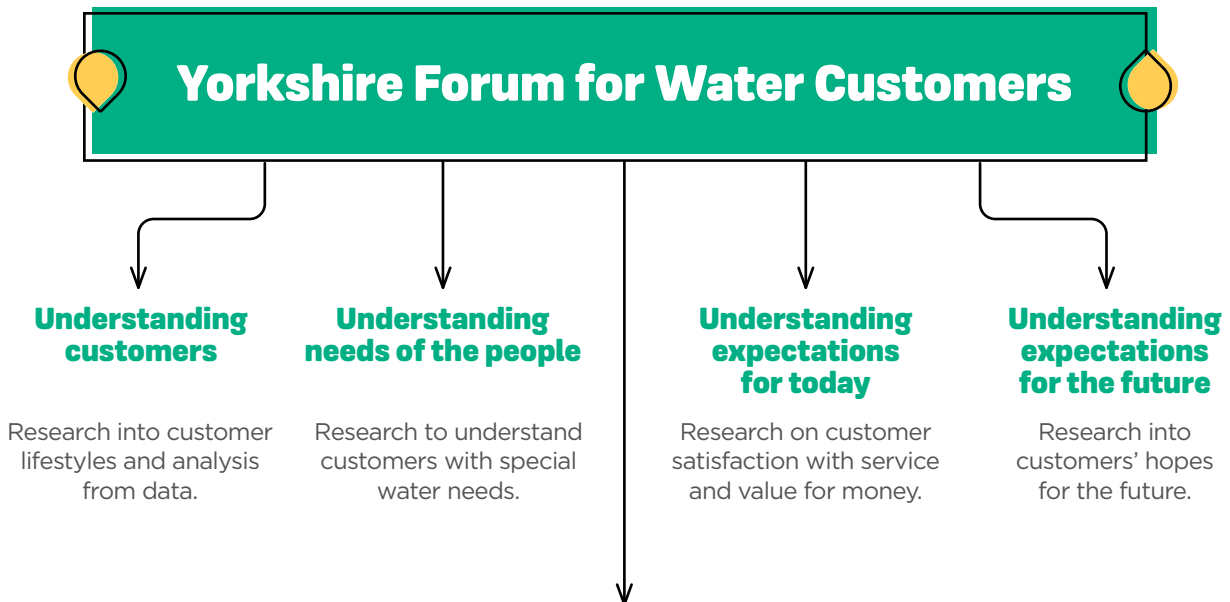 Yorkshire Forum for Water Customers
Understanding
customers
Research into customer
lifestyles and analysis
from data.
Understanding
needs of the people
Research to understand
customers with special
water needs.
Understanding
expectations
for today
Research on customer
satisfaction with service
and value for money.
Understanding
expectations
for the future
Research into
customers’ hopes
for the future.